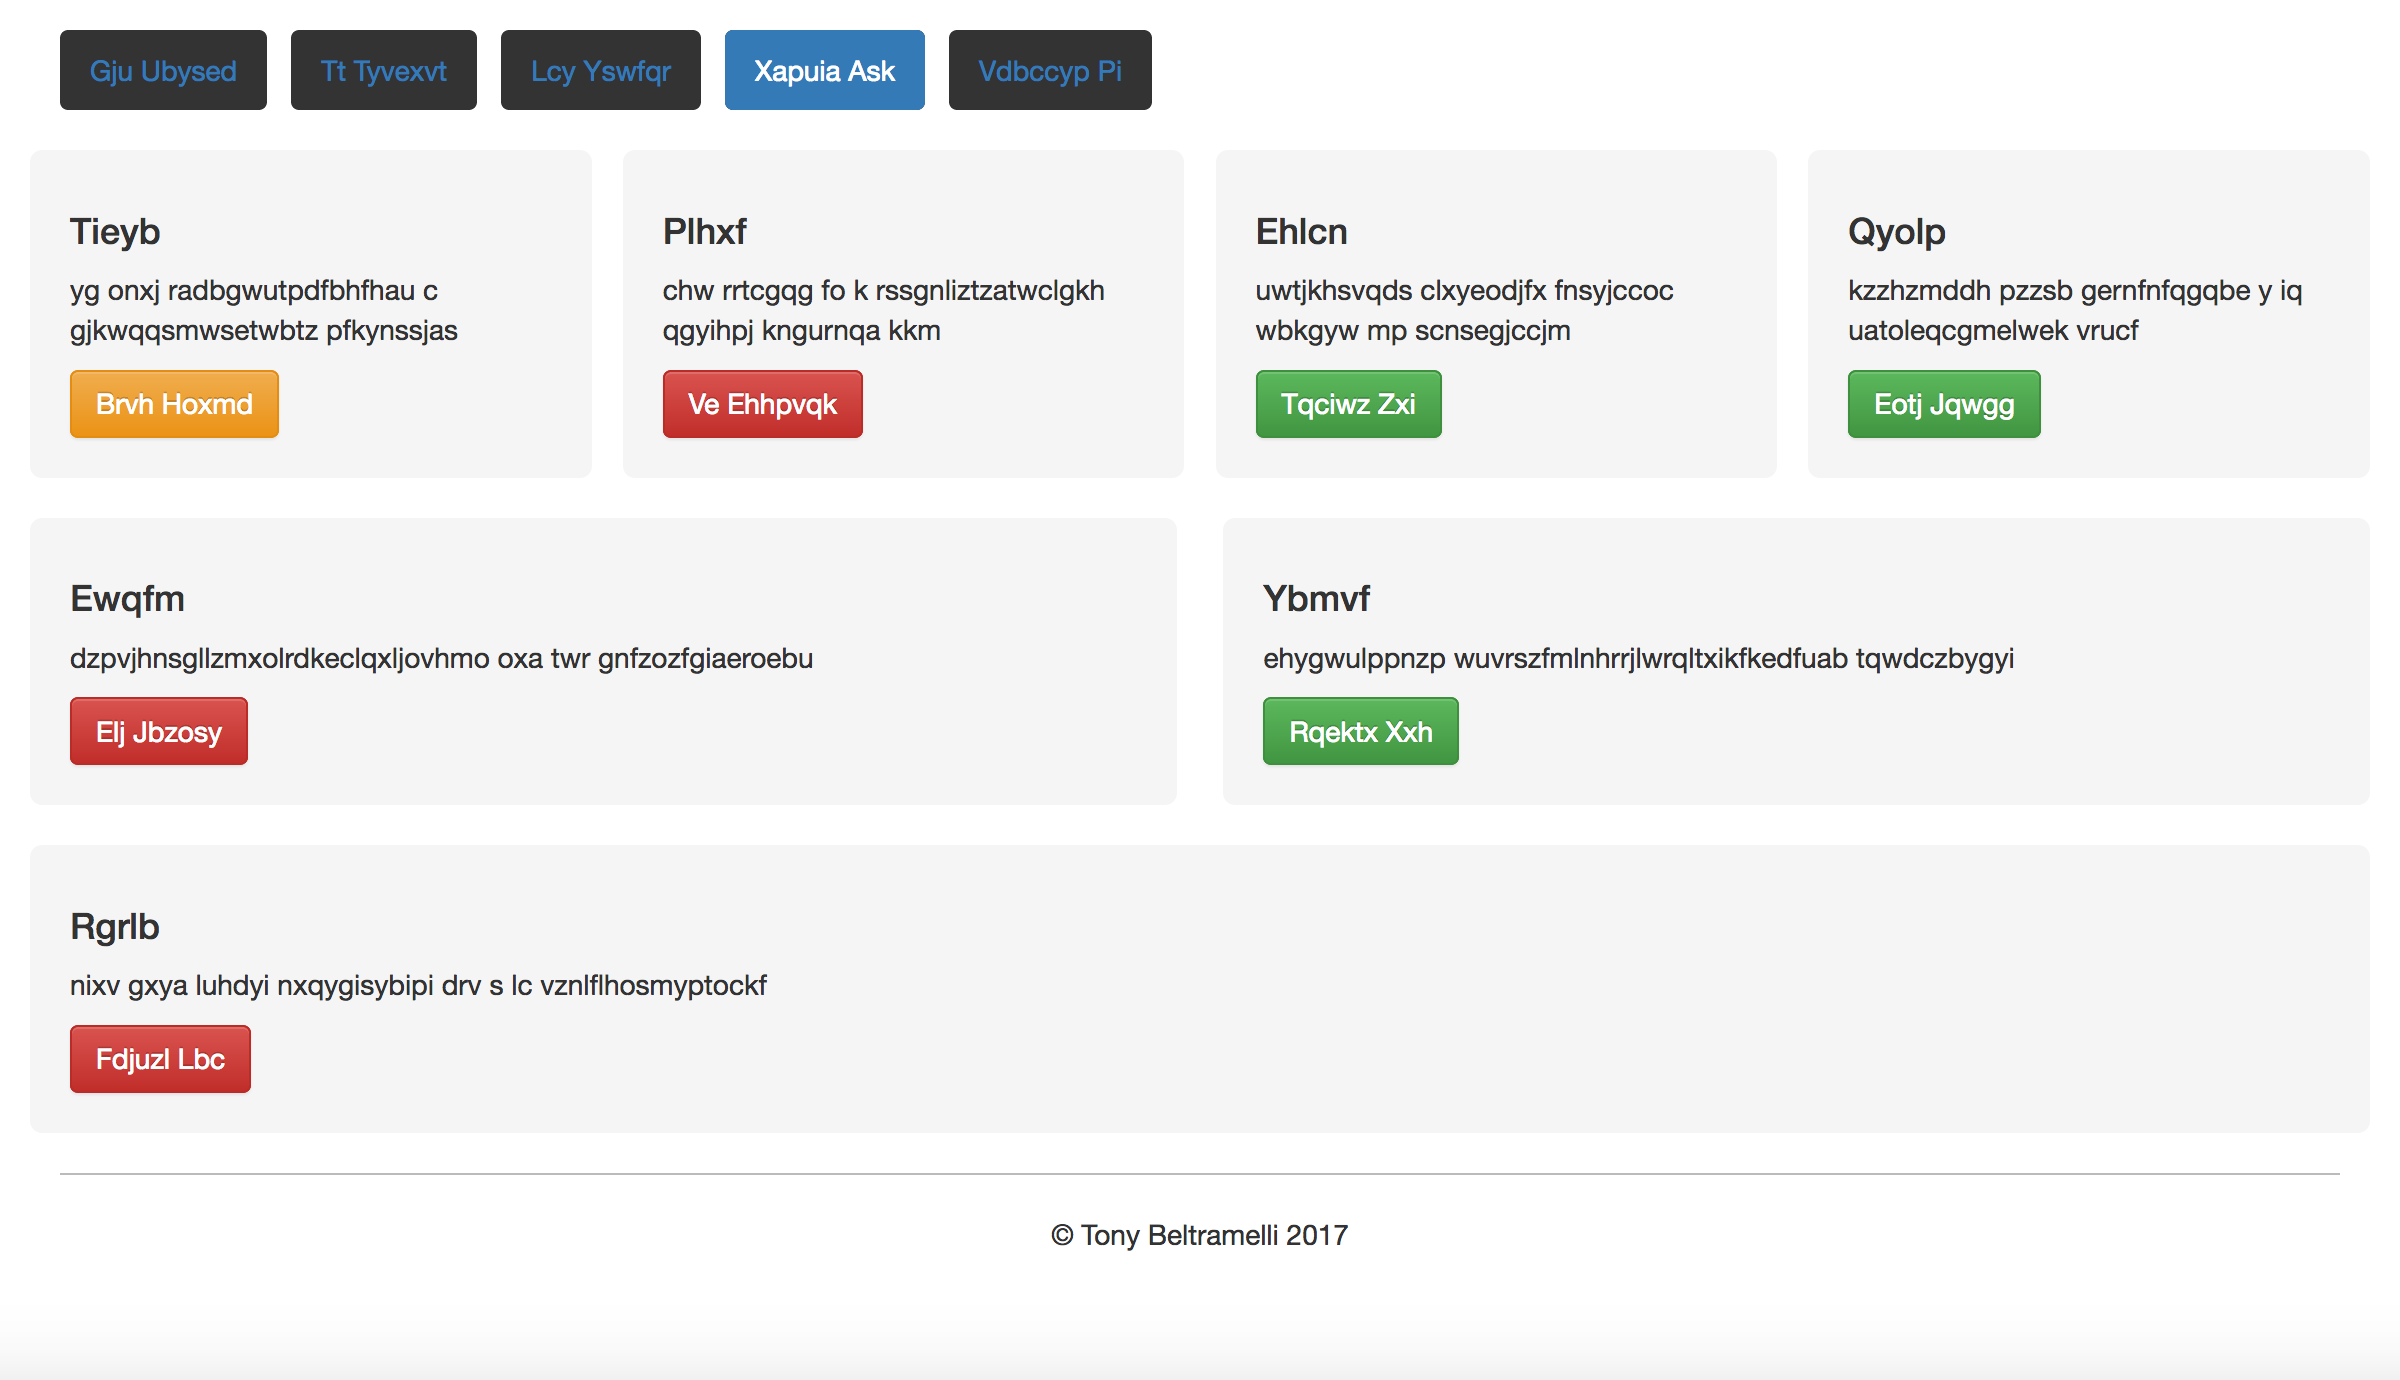 Gju Ubysed
Tt Tyvexvt
Lcy Yswfqr
Xapuia Ask
Vdbccyp Pi
Tieyb
yg onxj radbgwutpdfbhfhau c
gjkwqqsmwsetwbtz pfkynssjas
Brvh Hoxmd
Plhxf
chw rrtcgqg fo k rssgnliztzatwclgkh
qgyihpj kngurnqa kkm
Ve Ehhpvqk
Ehlcn
uwtjkhsvqds clxyeodjfx fnsyjccoc
wbkgyw mp scnsegjccjm
Tqciwz Zxi
Qyolp
kzzhzmddh pzzsb gernfnfqgqbe y iq
uatoleqcgmelwek vrucf
Eotj Jqwgg
Ewqfm
dzpvjhnsgllzmxolrdkeclqxljovhmo oxa twr gnfzozfgiaeroebu
Elj Jbzosy
Ybmvf
ehygwulppnzp wuvrszfmlnhrrjlwrqltxikfkedfuab tqwdczbygyi
Rqektx Xxh
Rgrlb
nixv gxya luhdyi nxqygisybipi drv s lc vznlflhosmyptockf
Fdjuzl Lbc
© Tony Beltramelli 2017